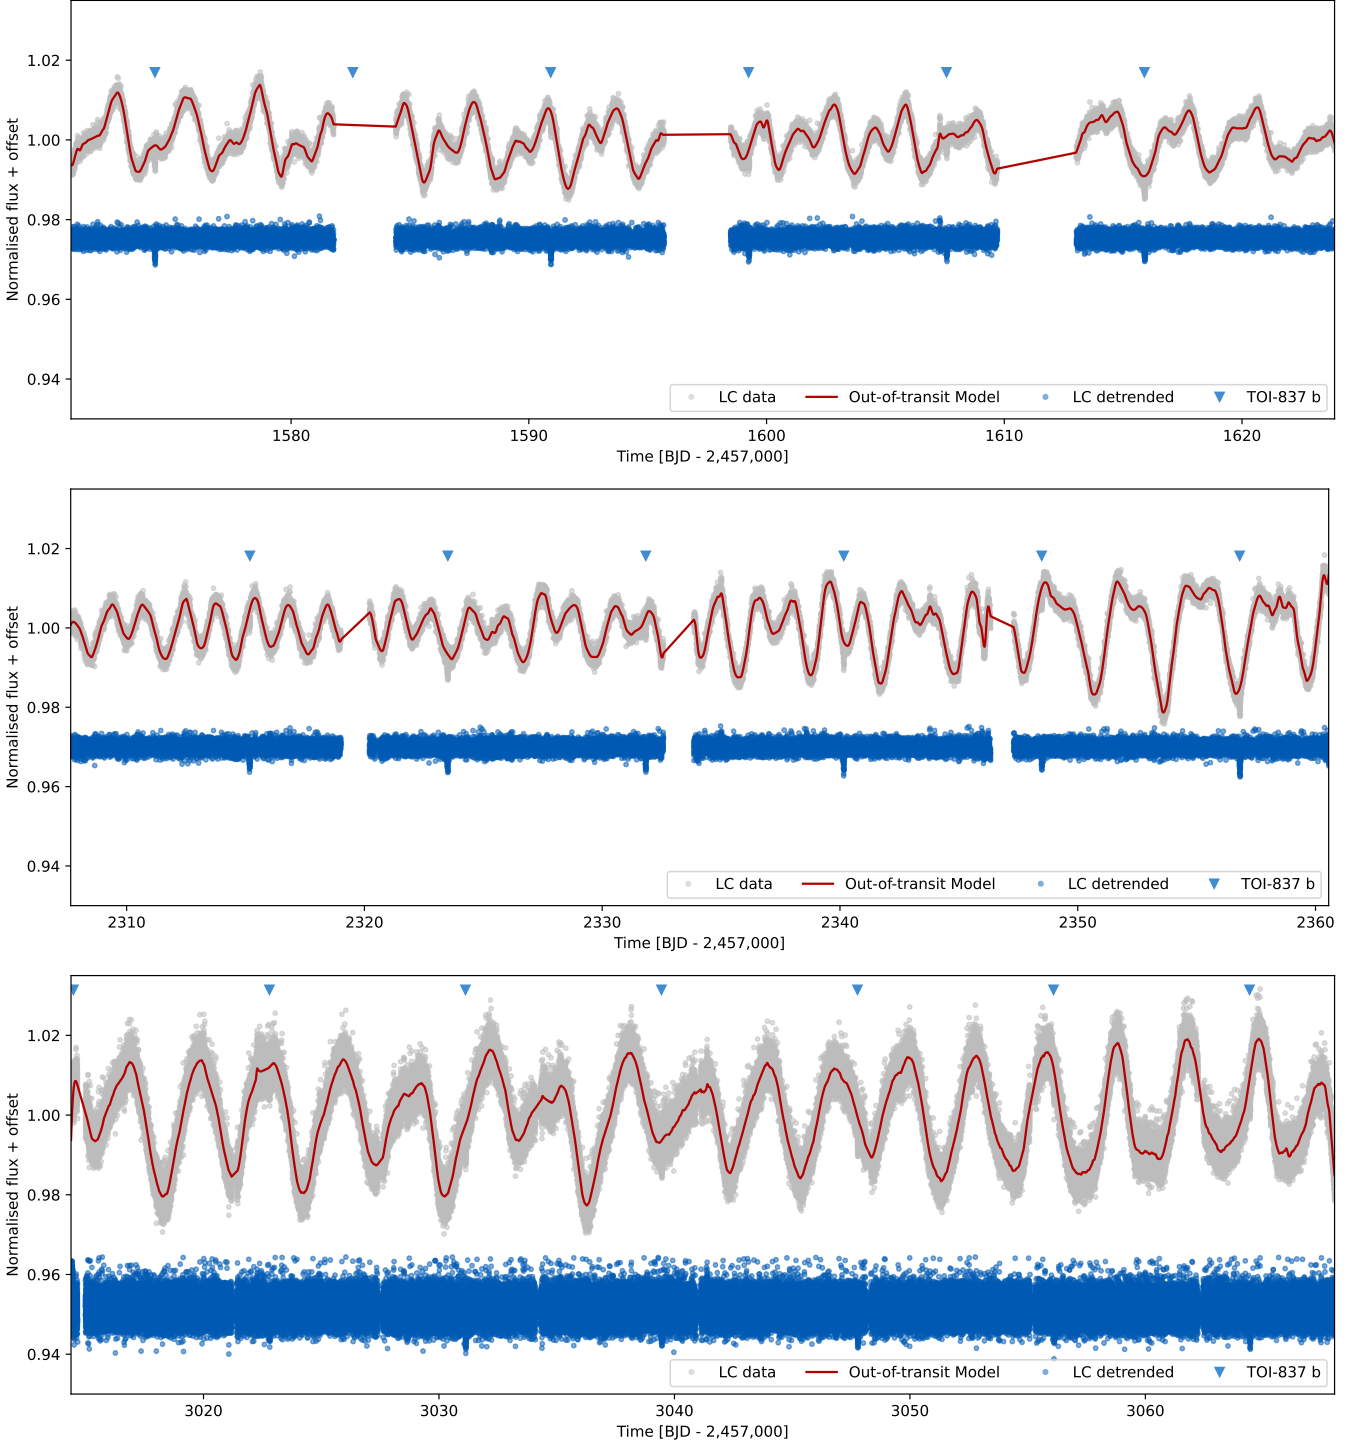 1.02
1.00
0.98
0.96
0.94
Normalised flux + offset
LC data
Out-of-transit Model
LC detrended
TOI-837 b
1580
1590
1600
1610
1620
Time [BJD - 2,457,000]
1.02
1.00
0.98
0.96
0.94
Normalised flux + offset
LC data
Out-of-transit Model
LC detrended
TOI-837 b
2310
2320
2330
2340
2350
2360
Time [BJD - 2,457,000]
1.02
1.00
0.98
0.96
0.94
Normalised flux + offset
LC data
Out-of-transit Model
LC detrended
TOI-837 b
3020
3030
3040
3050
3060
Time [BJD - 2,457,000]